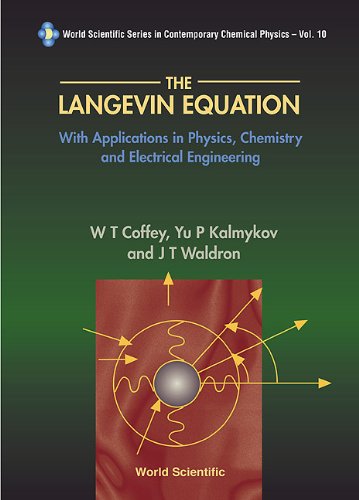 World Scientific Series in Contemporary Chemical Physics – Vol. 10
THE
LANGEVIN EQUATION
With Applications in Physics, Chemistry
and Electrical Engineering
W T Coffey, Yu P Kalmykov
and J T Waldron
World Scientific